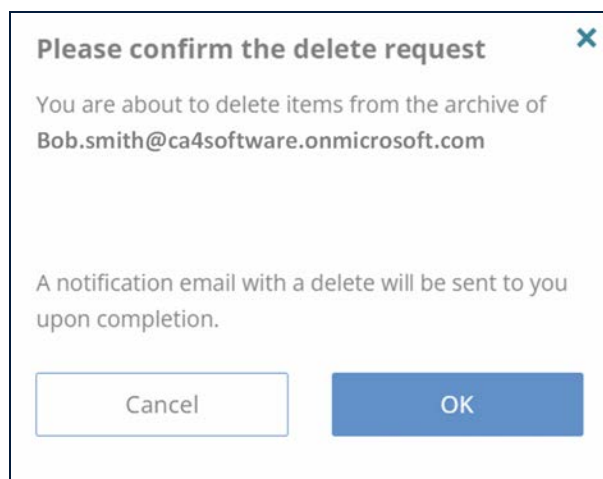 Please confirm the delete request
You are about to delete items from the archive of
Bob.smith@ca4software.onmicrosoft.com
A notification email with a delete will be sent to you
upon completion.
Cancel
OK